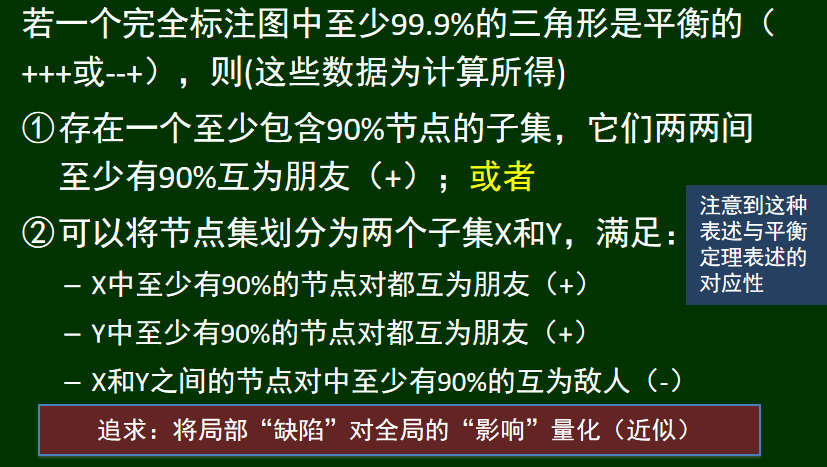 若一个完全标注图中至少99.9%的三角形是平衡的（
+++或--+），则(这些数据为计算所得)
①存在一个至少包含90%节点的子集，它们两两间
至少有90%互为朋友（+）；或者
②可以将节点集划分为两个子集X和Y，满足：
– X中至少有90%的节点对都互为朋友（+）
– Y中至少有90%的节点对都互为朋友（+）
– X和Y之间的节点对中至少有90%的互为敌人（-）
注意到这种
表述与平衡
定理表述的
对应性
追求：将局部“缺陷”对全局的“影响”量化（近似）